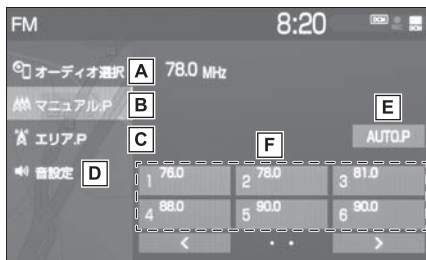 FM 8:20 DCM
オーディオ選択 A 78.0 MHz
マニュアル.P B
エリア.P C E
AUTO.P
音設定 D F
1 76.0 2 78.0 3 81.0
4 88.0 5 90.0 6 90.0
< • • >